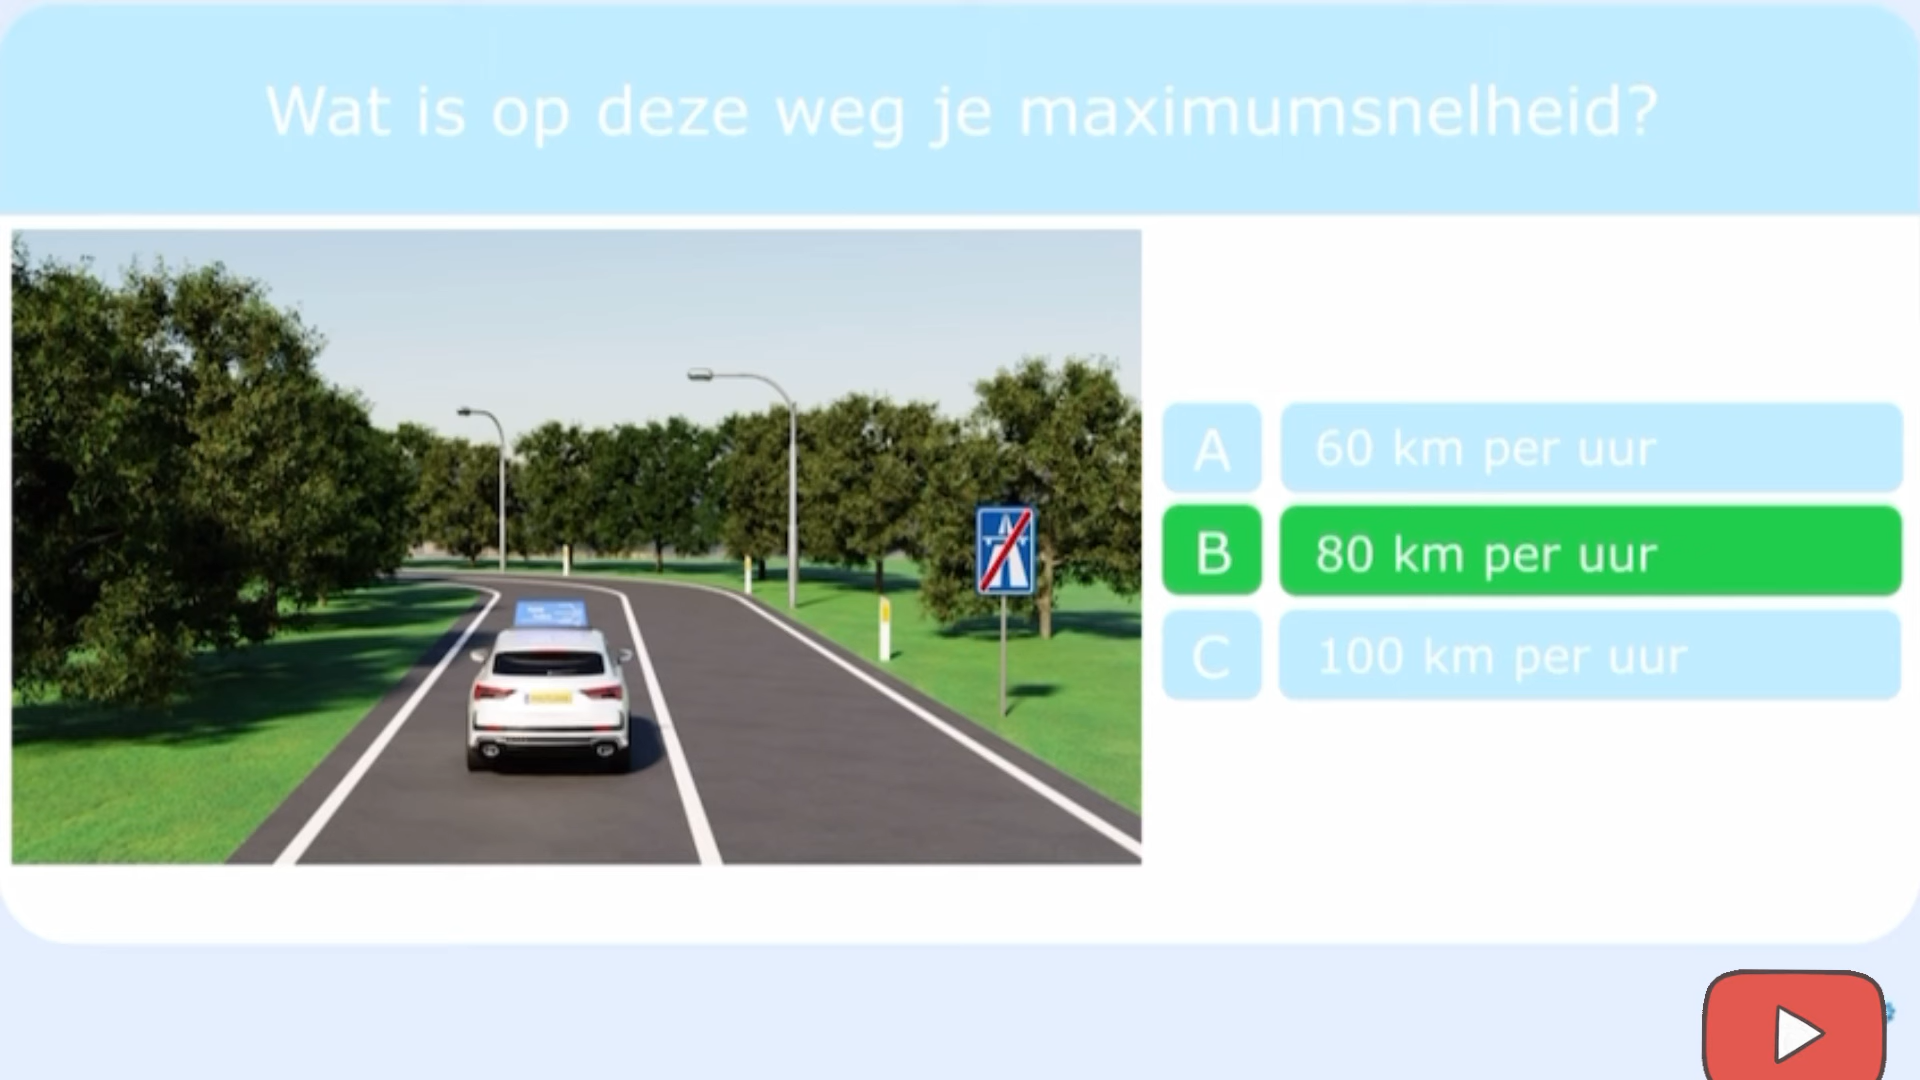 Wat is op deze weg je maximumsnelheid?
A 60 km per uur
B 80 km per uur
C 100 km per uur